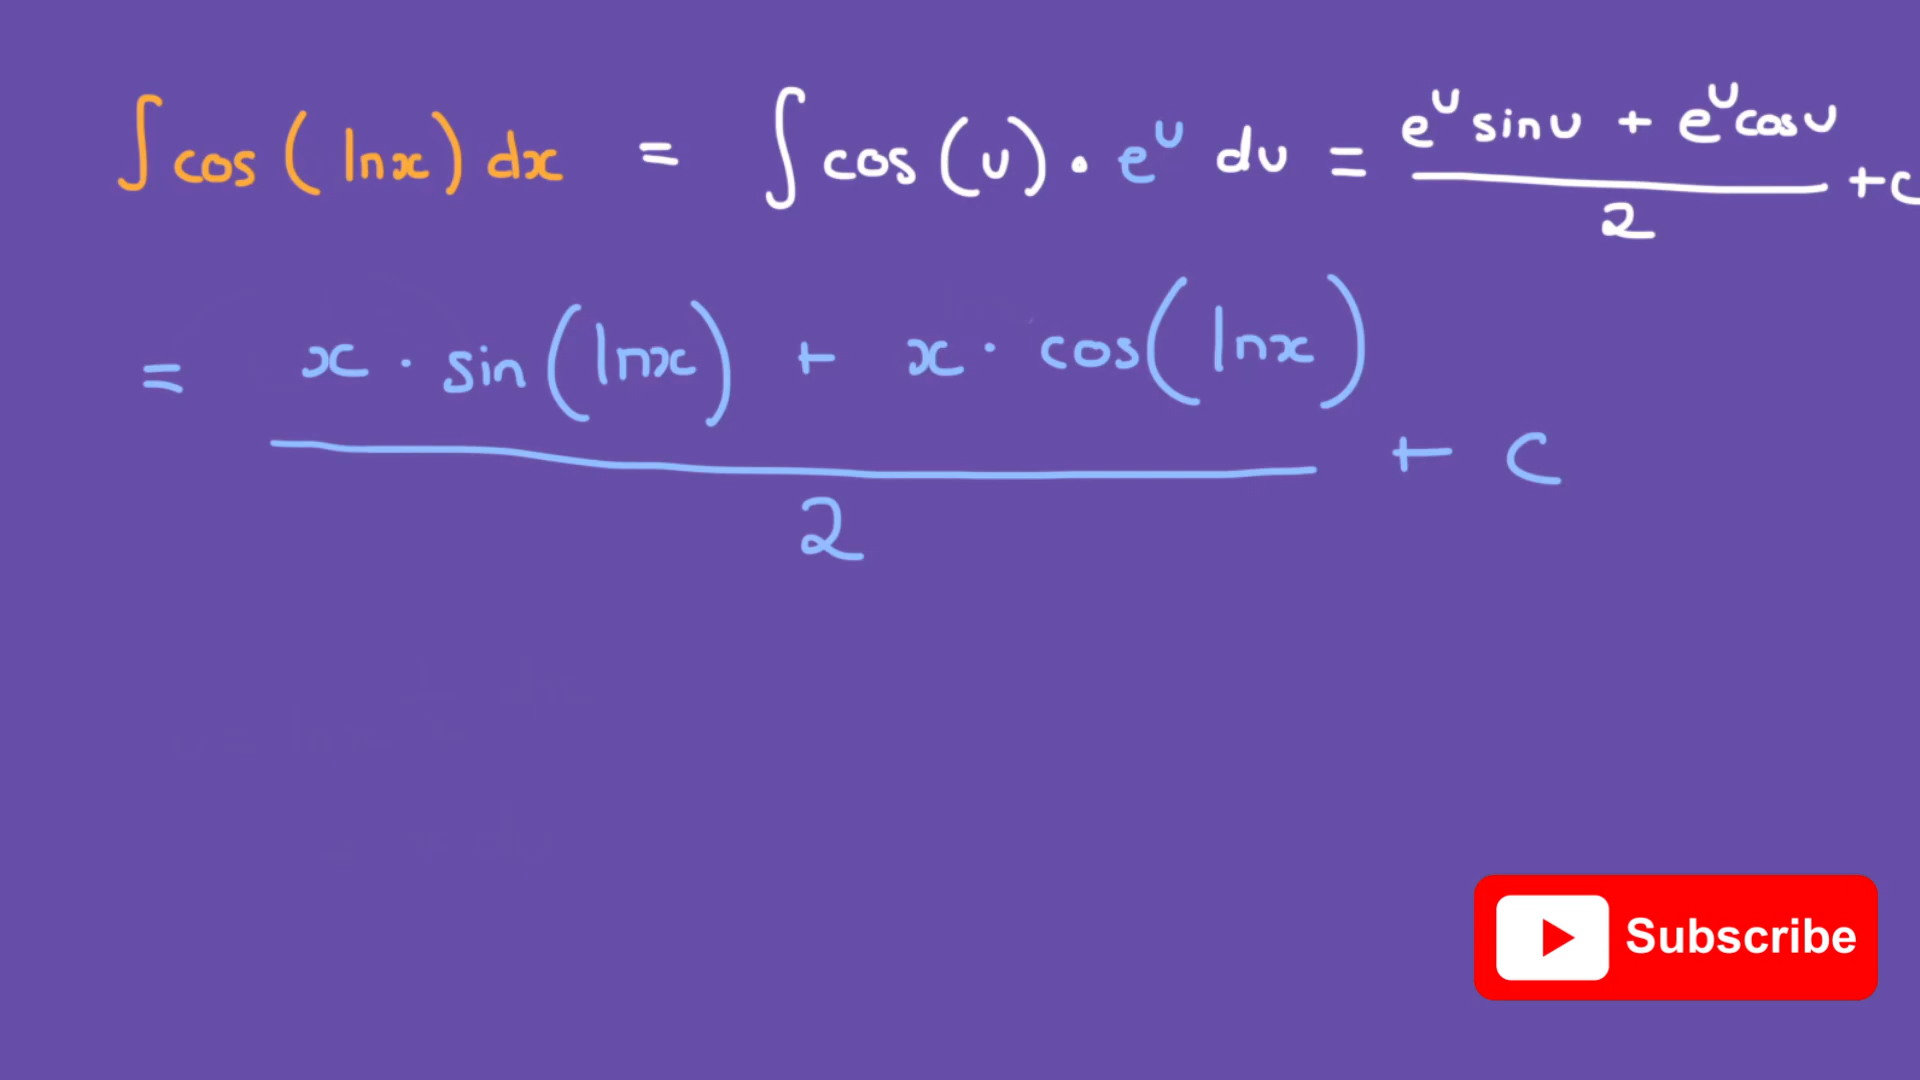 ∫ cos(lnx) dx = ∫ cos(u) · e^u du = (e^u sinu + e^u cosu)/2 + c
= (x · sin(lnx) + x · cos(lnx))/2 + c
Subscribe